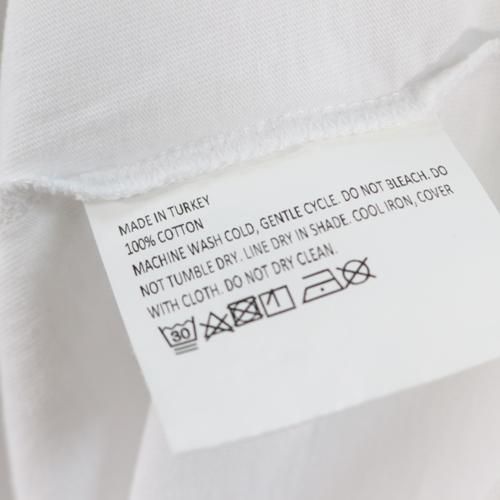 MADE IN TURKEY
100% COTTON
MACHINE WASH COLD, GENTLE CYCLE. DO NOT BLEACH. DO
NOT TUMBLE DRY. LINE DRY IN SHADE. COOL IRON, COVER
WITH CLOTH. DO NOT DRY CLEAN.
30